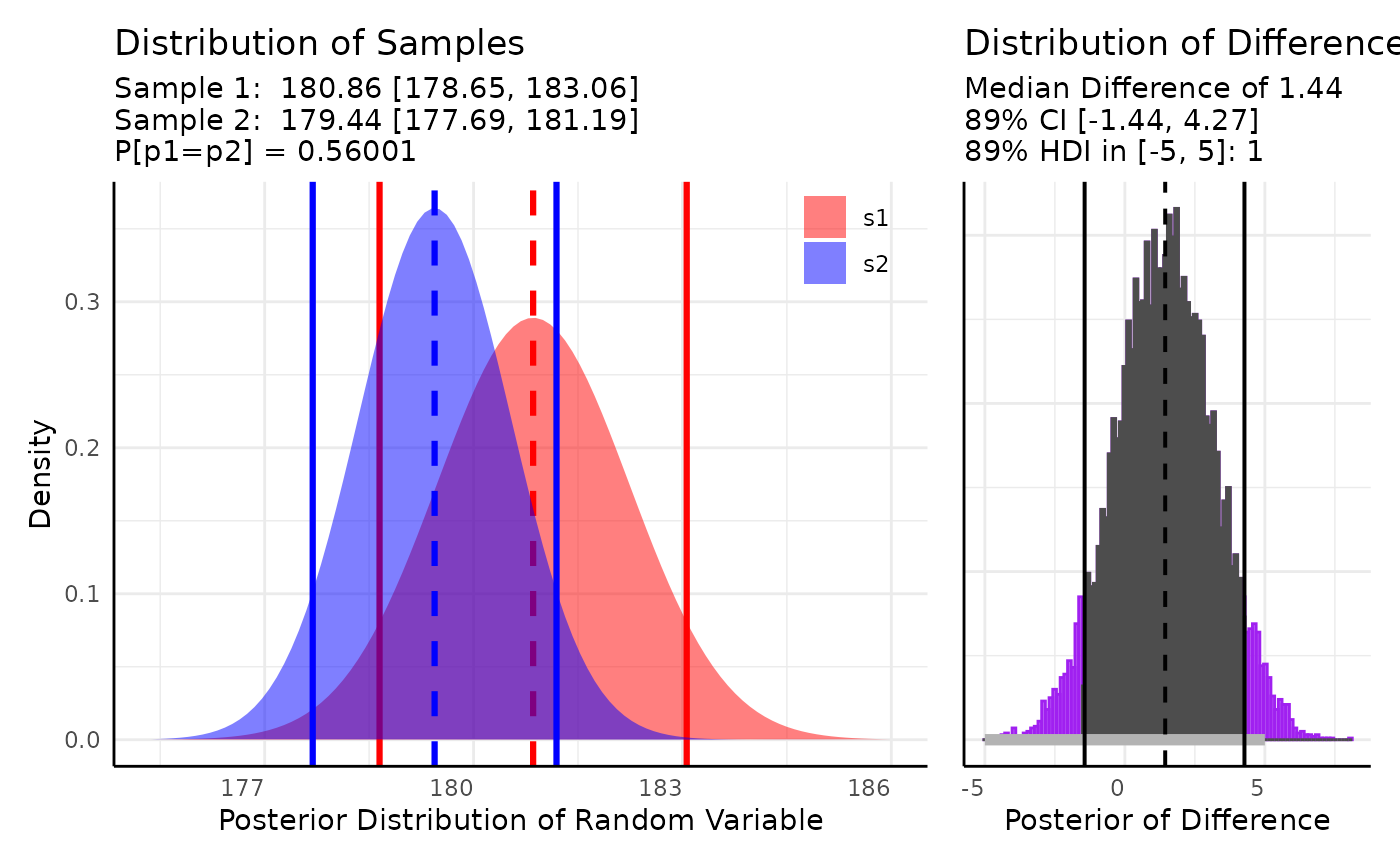 Distribution of Samples
Sample 1:  180.86 [178.65, 183.06]
Sample 2:  179.44 [177.69, 181.19]
P[p1=p2] = 0.56001
s1
s2
Density
0.3
0.2
0.1
0.0
177 180 183 186
Posterior Distribution of Random Variable
Distribution of Difference
Median Difference of 1.44
89% CI [-1.44, 4.27]
89% HDI in [-5, 5]: 1
-5 0 5
Posterior of Difference